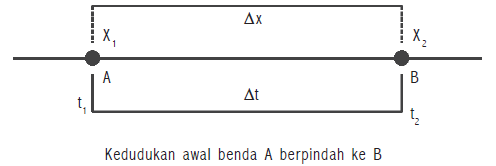 Δx
X1 X2
A B
t1 Δt t2
Kedudukan awal benda A berpindah ke B